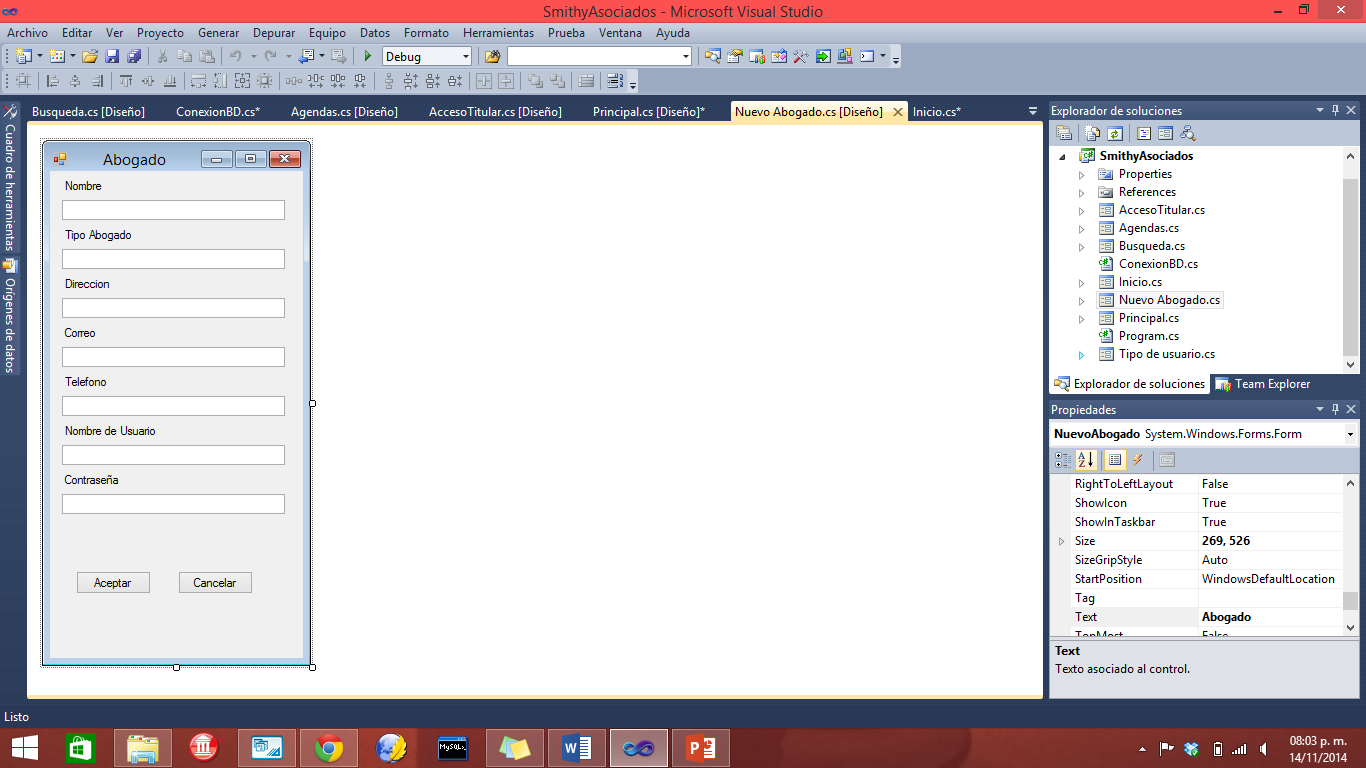 SmithyAsociados - Microsoft Visual Studio
Archivo Editar Ver Proyecto Generar Depurar Equipo Datos Formato Herramientas Prueba Ventana Ayuda
Debug
Busqueda.cs [Diseño] ConexionBD.cs* Agendas.cs [Diseño] AccesoTitular.cs [Diseño] Principal.cs [Diseño]* Nuevo Abogado.cs [Diseño] Inicio.cs*
Cuadro de herramientas
Orígenes de datos
Abogado
Nombre
Tipo Abogado
Direccion
Correo
Telefono
Nombre de Usuario
Contraseña
Aceptar Cancelar
Explorador de soluciones
SmithyAsociados
Properties
References
AccesoTitular.cs
Agendas.cs
Busqueda.cs
ConexionBD.cs
Inicio.cs
Nuevo Abogado.cs
Principal.cs
Program.cs
Tipo de usuario.cs
Explorador de soluciones Team Explorer
Propiedades
NuevoAbogado System.Windows.Forms.Form
RightToLeftLayout False
ShowIcon True
ShowInTaskbar True
Size 269, 526
SizeGripStyle Auto
StartPosition WindowsDefaultLocation
Tag
Text Abogado
TopMost False
Text
Texto asociado al control.
Listo
MySQL
08:03 p. m.
14/11/2014